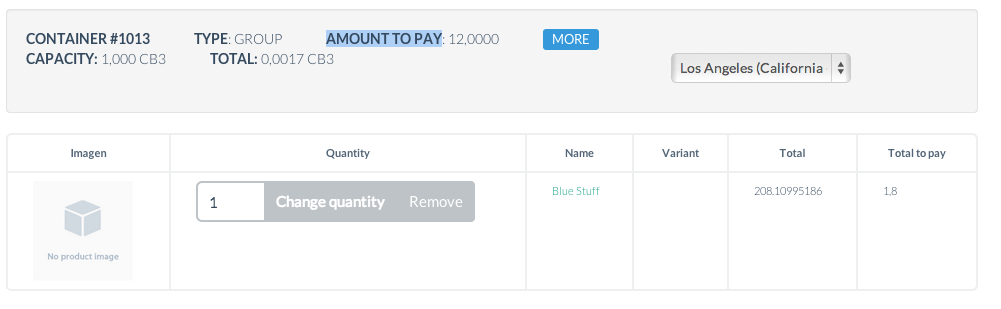 CONTAINER #1013 TYPE: GROUP AMOUNT TO PAY: 12,0000 MORE
CAPACITY: 1,000 CB3 TOTAL: 0,0017 CB3
Los Angeles (California
Imagen Quantity Name Variant Total Total to pay
1 Change quantity Remove Blue Stuff 208.10995186 1,8
No product image